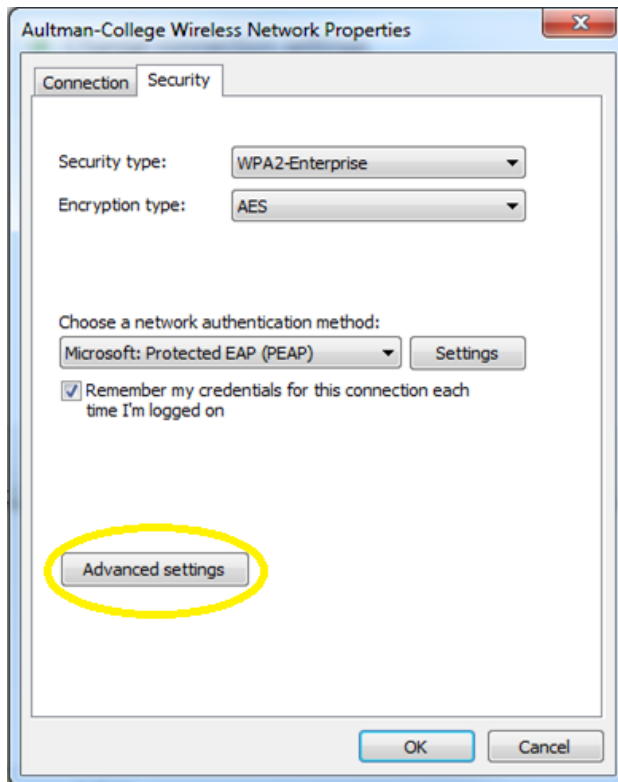 Aultman-College Wireless Network Properties
Connection
Security
Security type:
WPA2-Enterprise
Encryption type:
AES
Choose a network authentication method:
Microsoft: Protected EAP (PEAP)
Settings
Remember my credentials for this connection each
time I'm logged on
Advanced settings
OK
Cancel